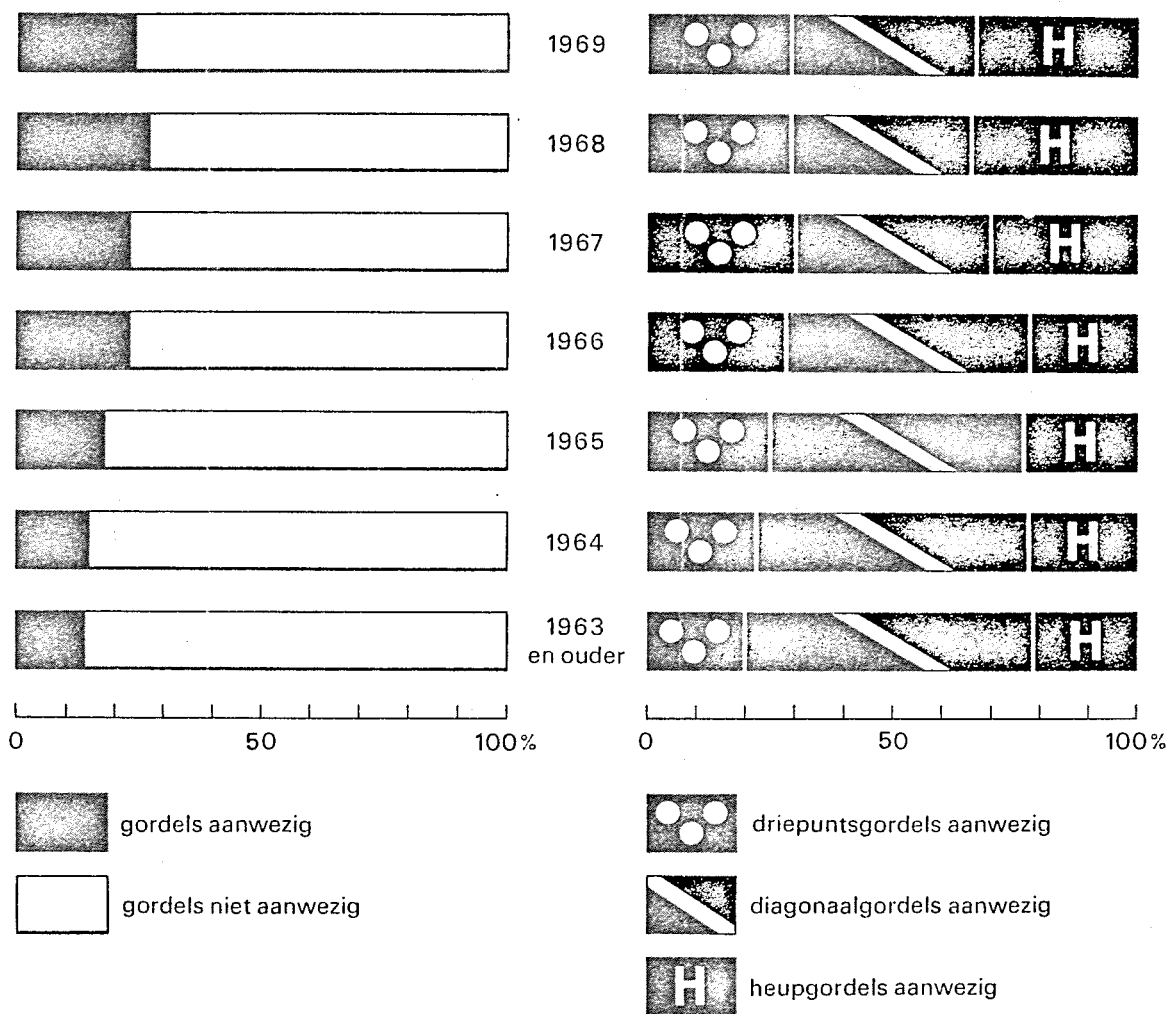 1969
H
1968
H
1967
H
1966
H
1965
H
1964
H
1963
en ouder
H
0 50 100%
0 50 100%
gordels aanwezig
gordels niet aanwezig
driepuntsgordels aanwezig
diagonaalgordels aanwezig
H heupgordels aanwezig